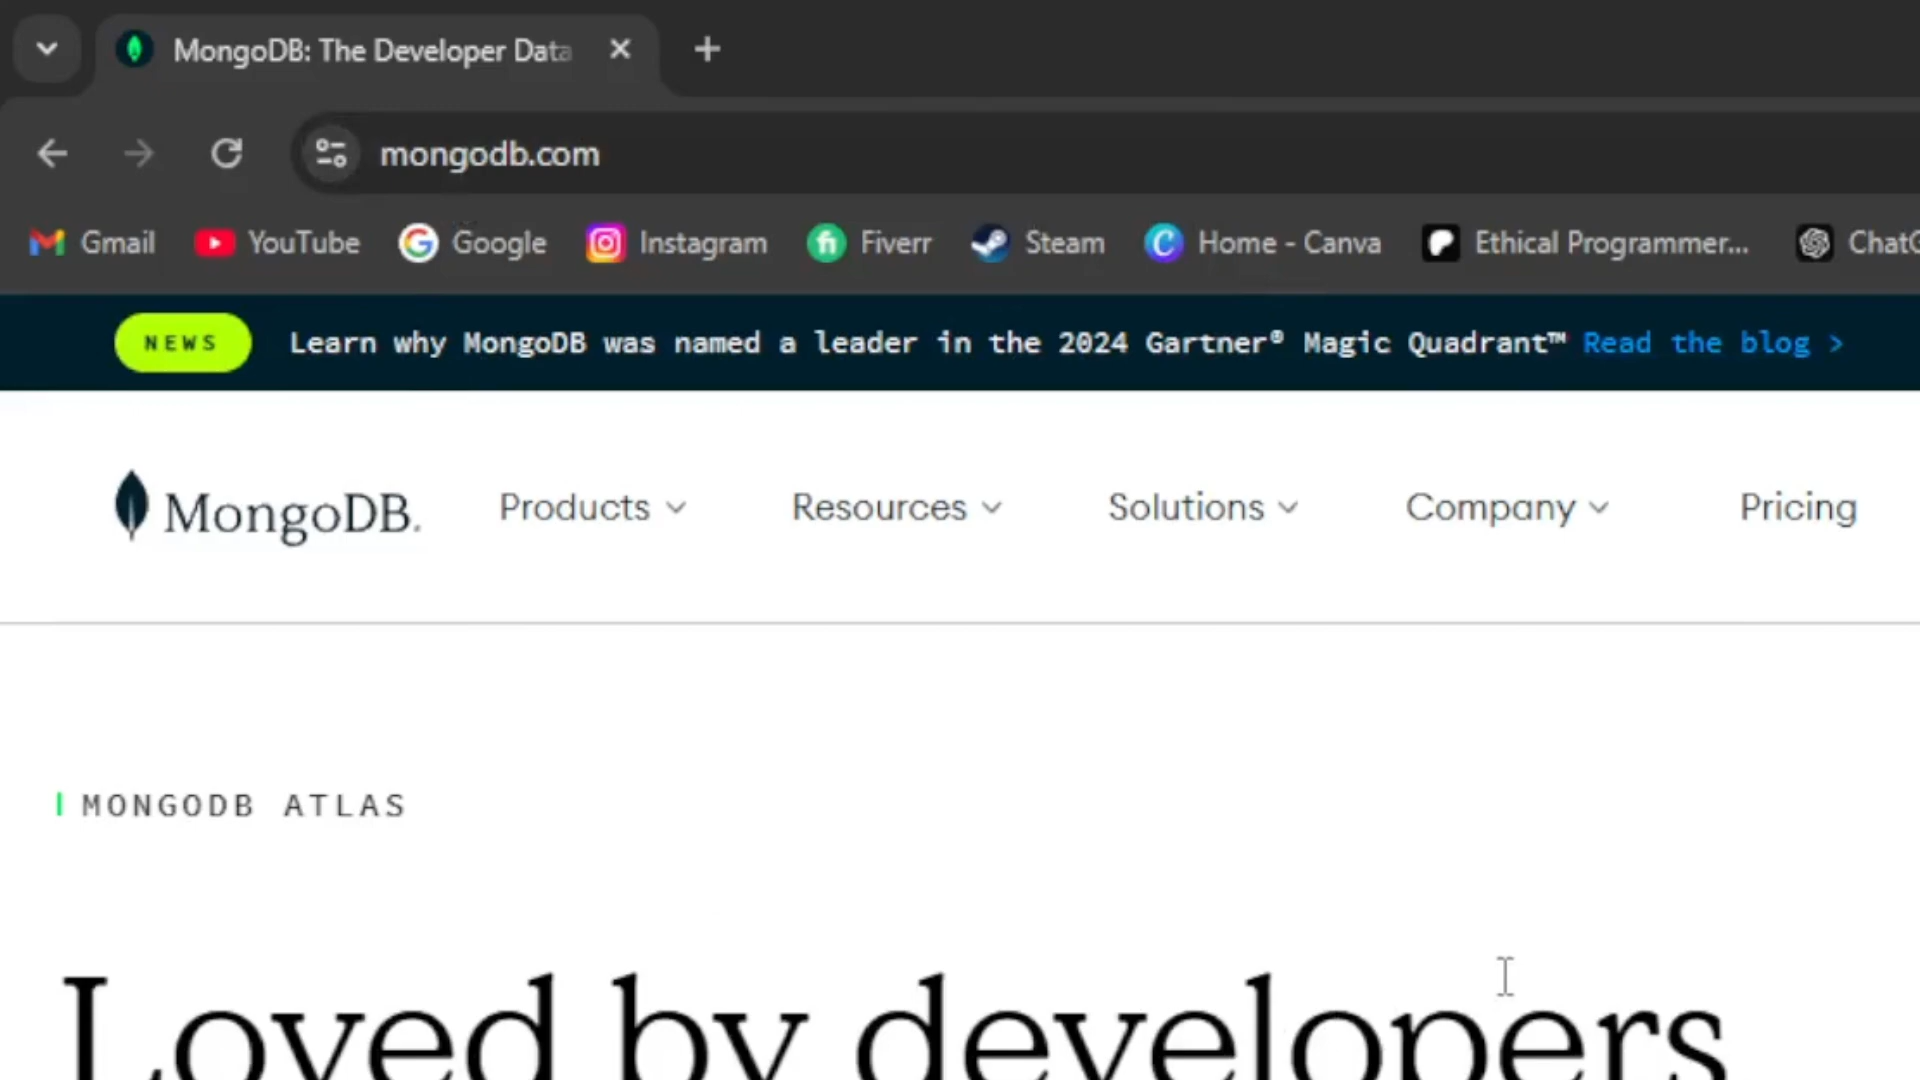 MongoDB: The Developer Data
mongodb.com
Gmail YouTube Google Instagram Fiverr Steam Home - Canva Ethical Programmer... ChatG
NEWS Learn why MongoDB was named a leader in the 2024 Gartner® Magic Quadrant™ Read the blog >
MongoDB. Products Resources Solutions Company Pricing
MONGODB ATLAS
Loved by developers